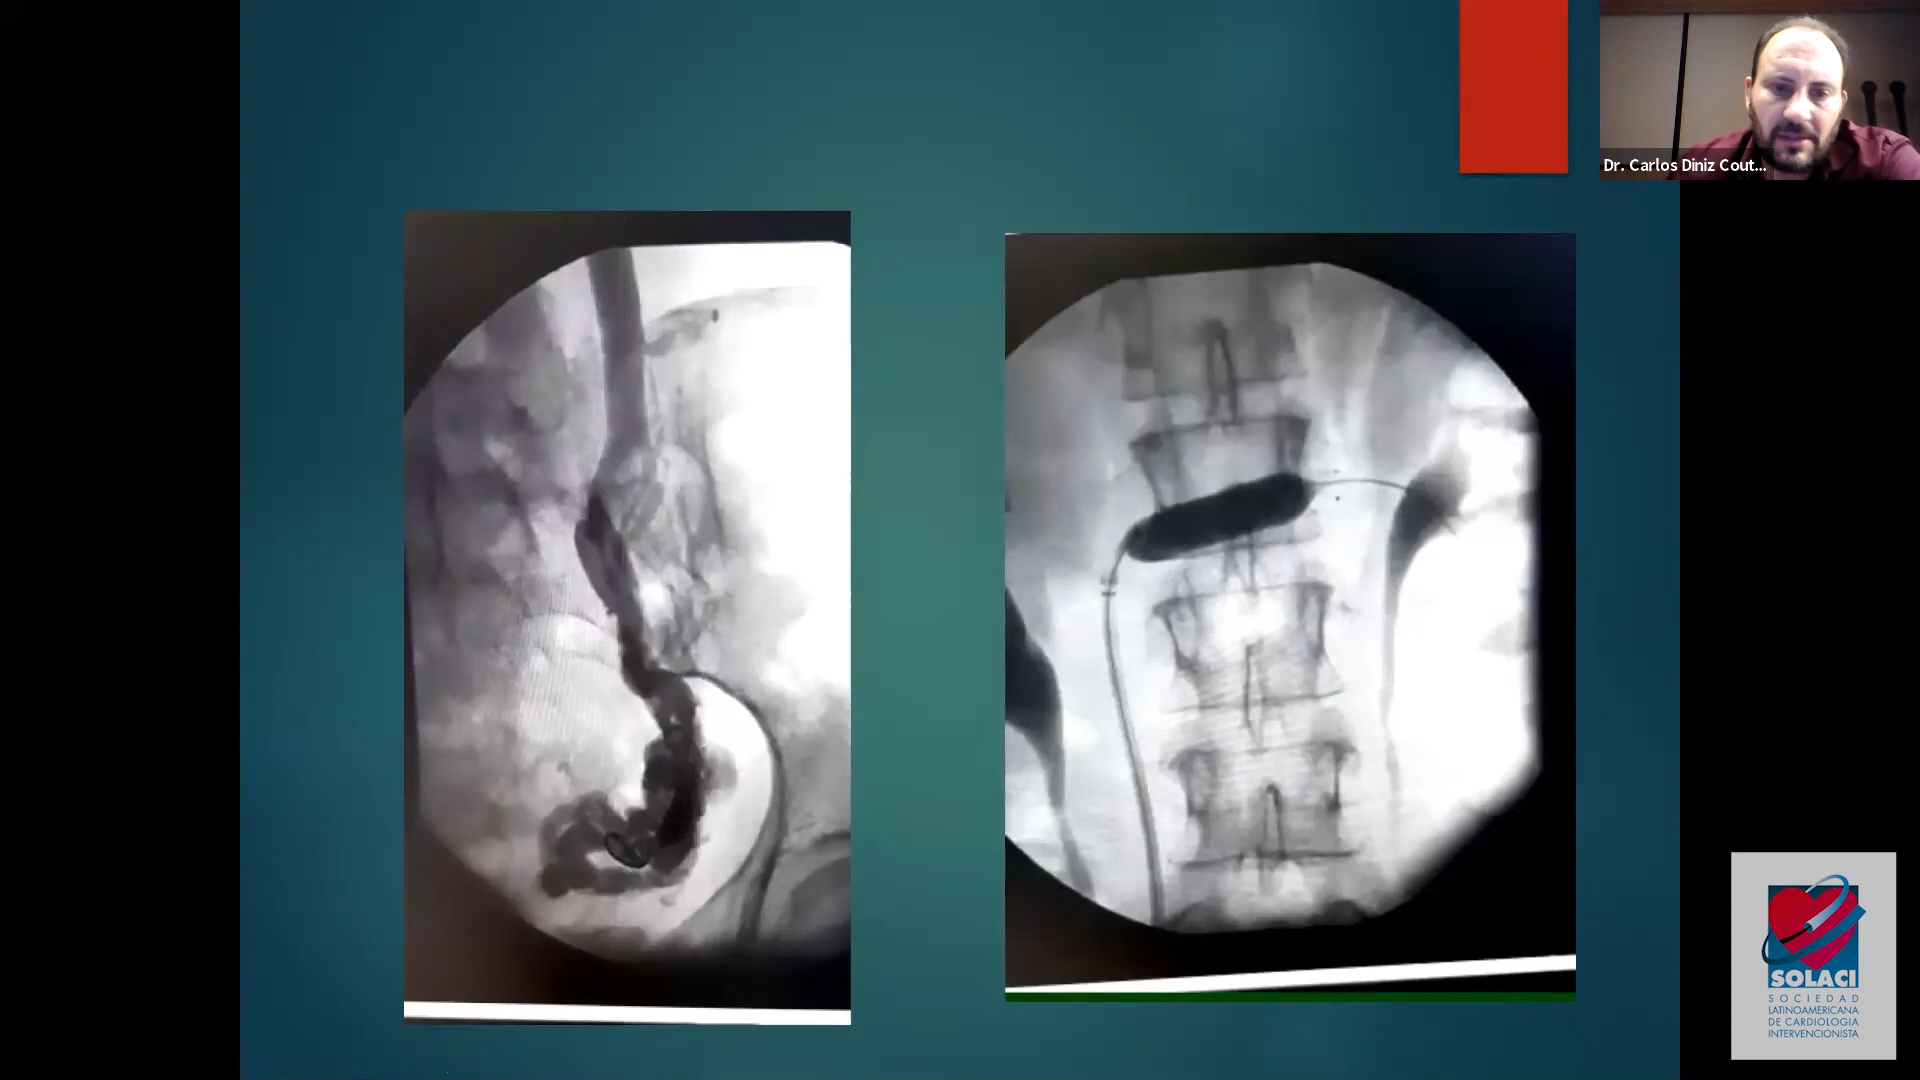 Dr. Carlos Diniz Cout...
SOLACI
SOCIEDAD
LATINOAMERICANA
DE CARDIOLOGIA
INTERVENCIONISTA